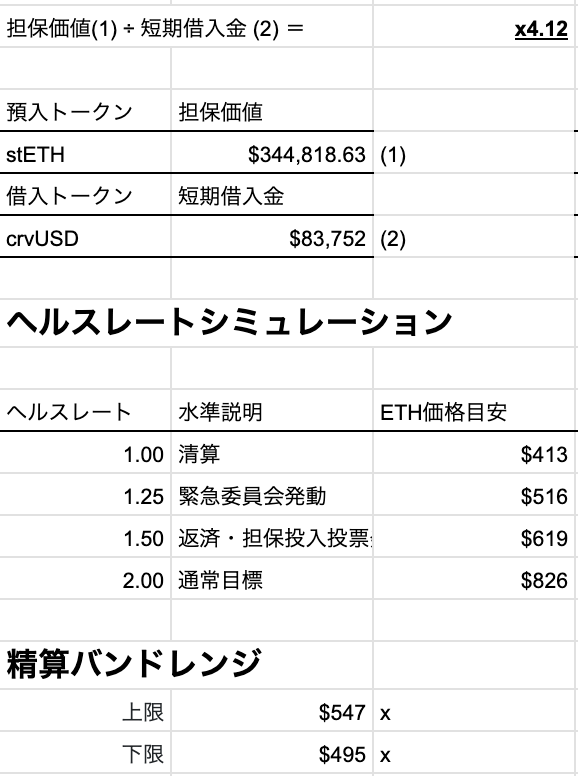 担保価値(1) ÷ 短期借入金 (2) ＝ x4.12
預入トークン 担保価値
stETH $344,818.63 (1)
借入トークン 短期借入金
crvUSD $83,752 (2)
ヘルスレートシミュレーション
ヘルスレート 水準説明 ETH価格目安
1.00 清算 $413
1.25 緊急委員会発動 $516
1.50 返済・担保投入投票 $619
2.00 通常目標 $826
精算バンドレンジ
上限 $547 x
下限 $495 x